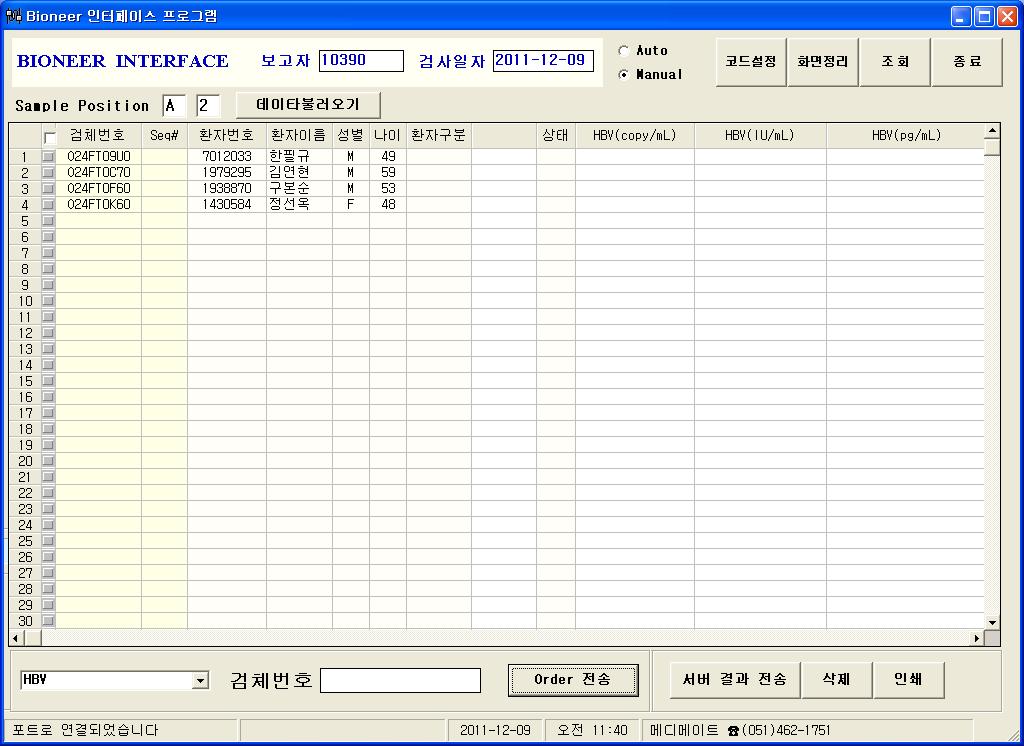 Bioneer 인터페이스 프로그램
BIONEER INTERFACE 보고자 10390 검사일자 2011-12-09
Auto
Manual
코드설정 화면정리 조 회 종 료
Sample Position A 2 데이타불러오기
검체번호 Seq# 환자번호 환자이름 성별 나이 환자구분 상태 HBV(copy/mL) HBV(IU/mL) HBV(pg/mL)
1 024FT09U0 7012033 한필규 M 49
2 024FT0C70 1979295 김연현 M 59
3 024FT0F60 1938870 구본순 M 53
4 024FT0K60 1430584 정선옥 F 48
5
6
7
8
9
10
11
12
13
14
15
16
17
18
19
20
21
22
23
24
25
26
27
28
29
30
HBV 검체번호 Order 전송 서버 결과 전송 삭제 인쇄
포트로 연결되었습니다 2011-12-09 오전 11:40 메디메이트 ☎(051)462-1751